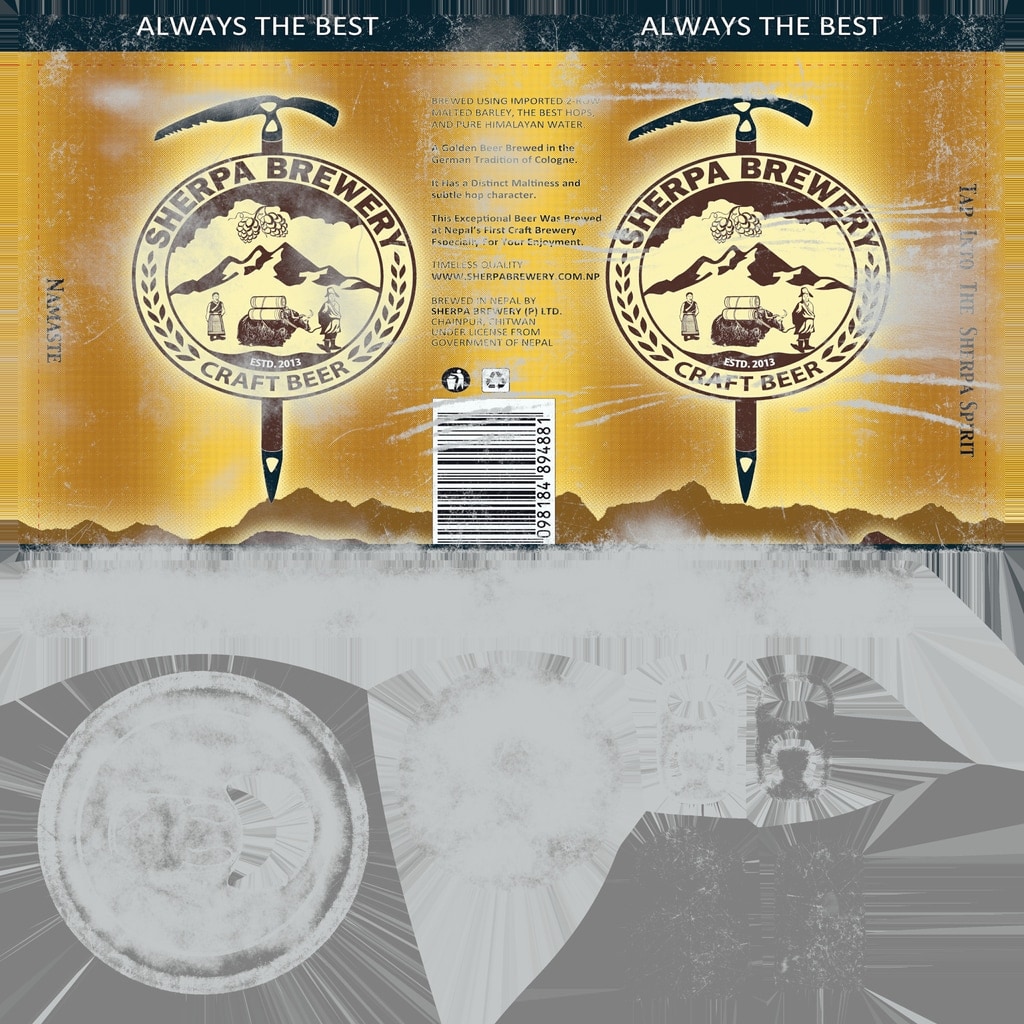 ALWAYS THE BEST
ALWAYS THE BEST
SHERPA BREWERY
ESTD. 2013
CRAFT BEER
NAMASTE
BREWED USING IMPORTED 2-ROW
MALTED BARLEY, THE BEST HOPS,
AND PURE HIMALAYAN WATER.
A Golden Beer Brewed in the
German Tradition of Cologne.
It Has a Distinct Maltiness and
subtle hop character.
This Exceptional Beer Was Brewed
at Nepal's First Craft Brewery
Especially For Your Enjoyment.
TIMELESS QUALITY
WWW.SHERPABREWERY.COM.NP
BREWED IN NEPAL BY
SHERPA BREWERY (P) LTD.
CHAINPUR, CHITWAN
UNDER LICENSE FROM
GOVERNMENT OF NEPAL
098184 894881
SHERPA BREWERY
ESTD. 2013
CRAFT BEER
TAP INTO THE SHERPA SPIRIT